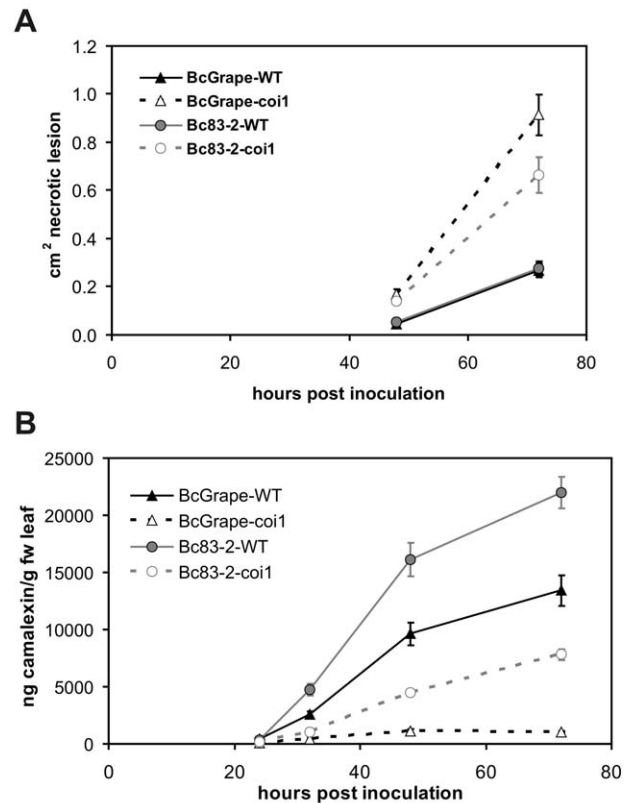 A
1.2
1.0
0.8
0.6
0.4
0.2
0.0
cm² necrotic lesion
BcGrape-WT
BcGrape-coi1
Bc83-2-WT
Bc83-2-coi1
0 20 40 60 80
hours post inoculation
B
25000
20000
15000
10000
5000
0
ng camalexin/g fw leaf
BcGrape-WT
BcGrape-coi1
Bc83-2-WT
Bc83-2-coi1
0 20 40 60 80
hours post inoculation